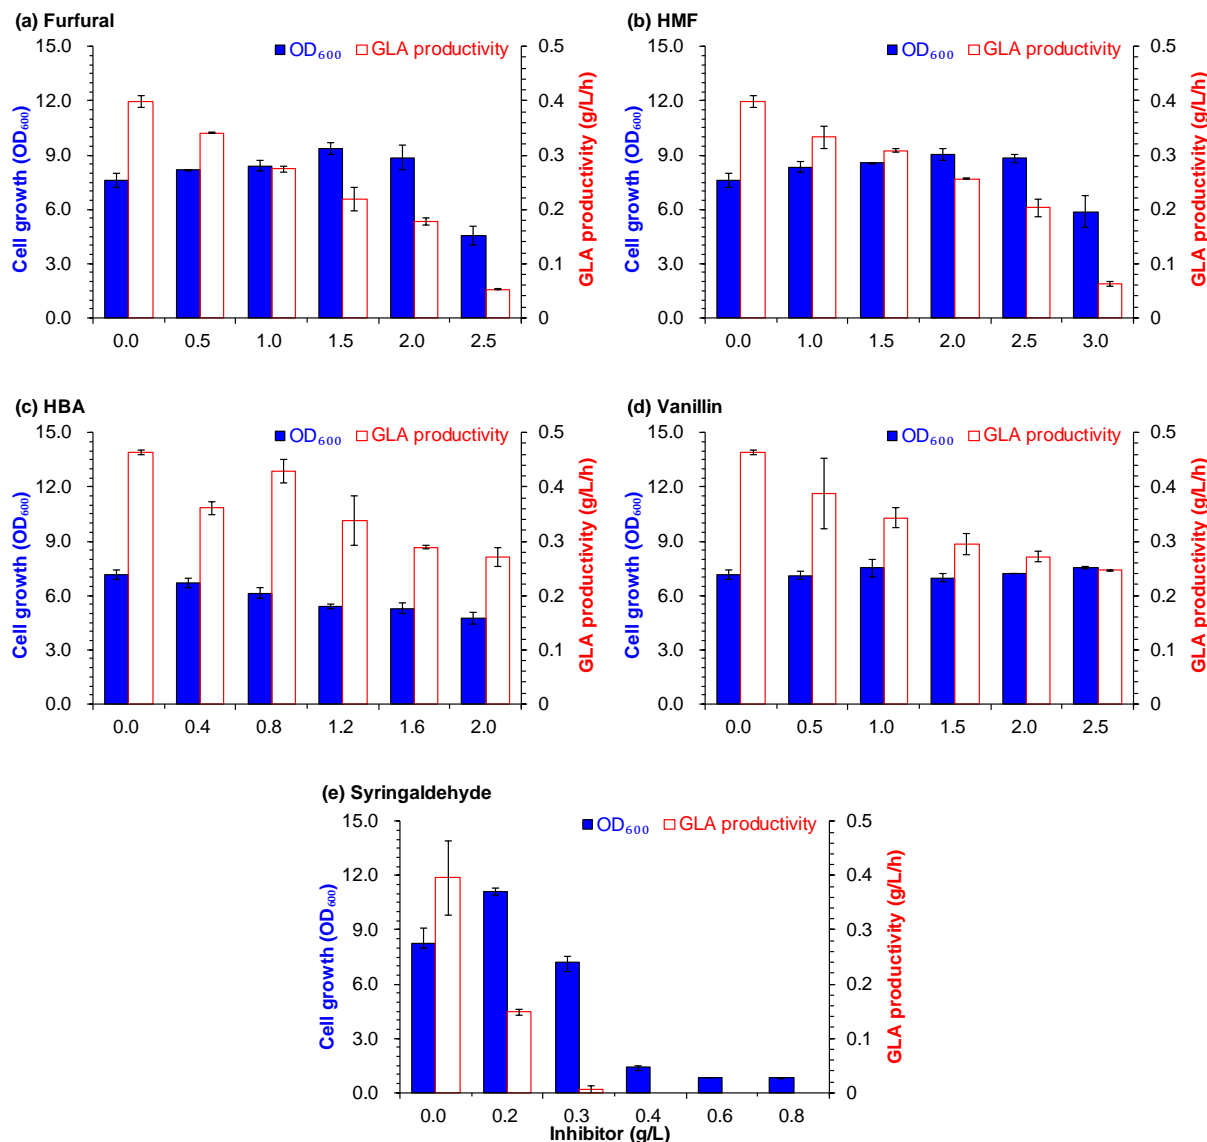 (a) Furfural
OD₆₀₀ GLA productivity
15.0
12.0
9.0
6.0
3.0
0.0
0.5
0.4
0.3
0.2
0.1
0
Cell growth (OD₆₀₀)
GLA productivity (g/L/h)
0.0 0.5 1.0 1.5 2.0 2.5
(b) HMF
OD₆₀₀ GLA productivity
15.0
12.0
9.0
6.0
3.0
0.0
0.5
0.4
0.3
0.2
0.1
0
Cell growth (OD₆₀₀)
GLA productivity (g/L/h)
0.0 1.0 1.5 2.0 2.5 3.0
(c) HBA
OD₆₀₀ GLA productivity
15.0
12.0
9.0
6.0
3.0
0.0
0.5
0.4
0.3
0.2
0.1
0
Cell growth (OD₆₀₀)
GLA productivity (g/L/h)
0.0 0.4 0.8 1.2 1.6 2.0
(d) Vanillin
OD₆₀₀ GLA productivity
15.0
12.0
9.0
6.0
3.0
0.0
0.5
0.4
0.3
0.2
0.1
0
Cell growth (OD₆₀₀)
GLA productivity (g/L/h)
0.0 0.5 1.0 1.5 2.0 2.5
(e) Syringaldehyde
OD₆₀₀ GLA productivity
15.0
12.0
9.0
6.0
3.0
0.0
0.5
0.4
0.3
0.2
0.1
0
Cell growth (OD₆₀₀)
GLA productivity (g/L/h)
0.0 0.2 0.3 0.4 0.6 0.8
Inhibitor (g/L)